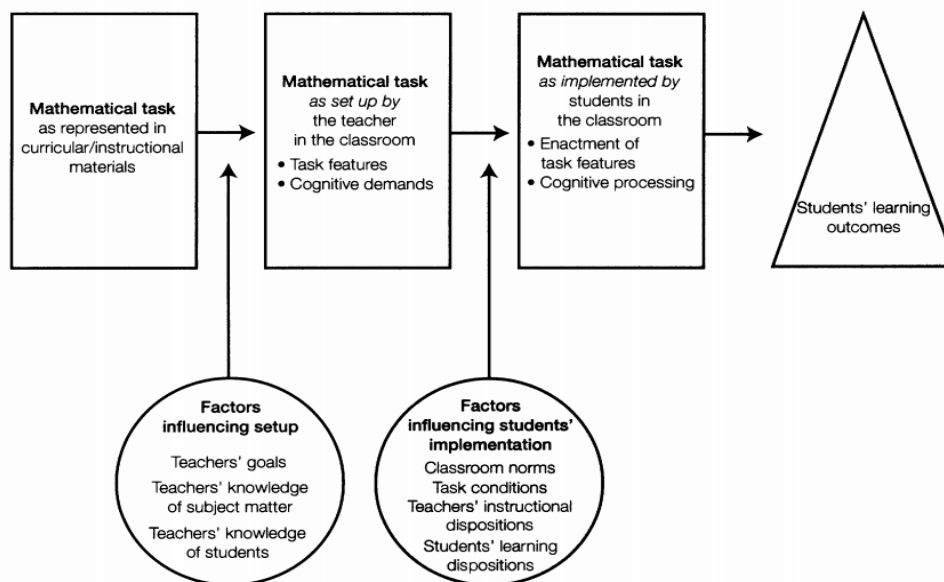 Mathematical task
as represented in
curricular/instructional
materials
Mathematical task
as set up by
the teacher
in the classroom
• Task features
• Cognitive demands
Mathematical task
as implemented by
students in
the classroom
• Enactment of
task features
• Cognitive processing
Students' learning
outcomes
Factors
influencing setup
Teachers' goals
Teachers' knowledge
of subject matter
Teachers' knowledge
of students
Factors
influencing students'
implementation
Classroom norms
Task conditions
Teachers' instructional
dispositions
Students' learning
dispositions